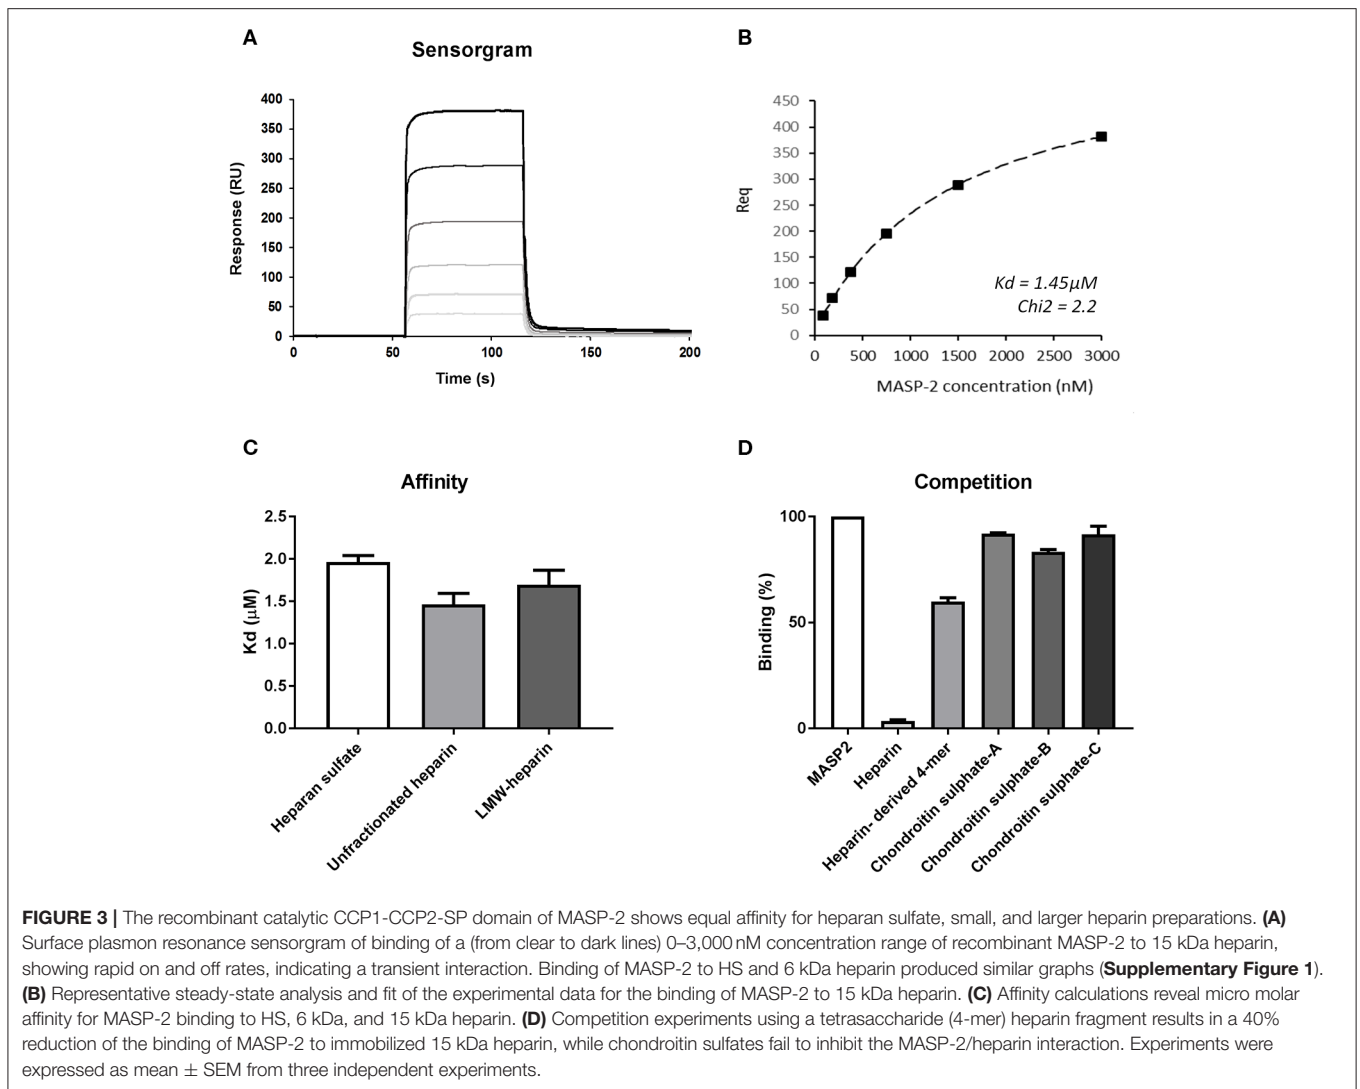 A
Sensorgram
Response (RU)
400
350
300
250
200
150
100
50
0
0 50 100 150 200
Time (s)
B
Req
450
400
350
300
250
200
150
100
50
0
Kd = 1.45µM
Chi2 = 2.2
0 500 1000 1500 2000 2500 3000
MASP-2 concentration (nM)
C
Affinity
Kd (µM)
2.5
2.0
1.5
1.0
0.5
0.0
Heparan sulfate
Unfractionated heparin
LMW-heparin
D
Competition
Binding (%)
100
50
0
MASP2
Heparin
Heparin- derived 4-mer
Chondroitin sulphate-A
Chondroitin sulphate-B
Chondroitin sulphate-C
FIGURE 3 | The recombinant catalytic CCP1-CCP2-SP domain of MASP-2 shows equal affinity for heparan sulfate, small, and larger heparin preparations. (A)
Surface plasmon resonance sensorgram of binding of a (from clear to dark lines) 0–3,000 nM concentration range of recombinant MASP-2 to 15 kDa heparin,
showing rapid on and off rates, indicating a transient interaction. Binding of MASP-2 to HS and 6 kDa heparin produced similar graphs (Supplementary Figure 1).
(B) Representative steady-state analysis and fit of the experimental data for the binding of MASP-2 to 15 kDa heparin. (C) Affinity calculations reveal micro molar
affinity for MASP-2 binding to HS, 6 kDa, and 15 kDa heparin. (D) Competition experiments using a tetrasaccharide (4-mer) heparin fragment results in a 40%
reduction of the binding of MASP-2 to immobilized 15 kDa heparin, while chondroitin sulfates fail to inhibit the MASP-2/heparin interaction. Experiments were
expressed as mean ± SEM from three independent experiments.